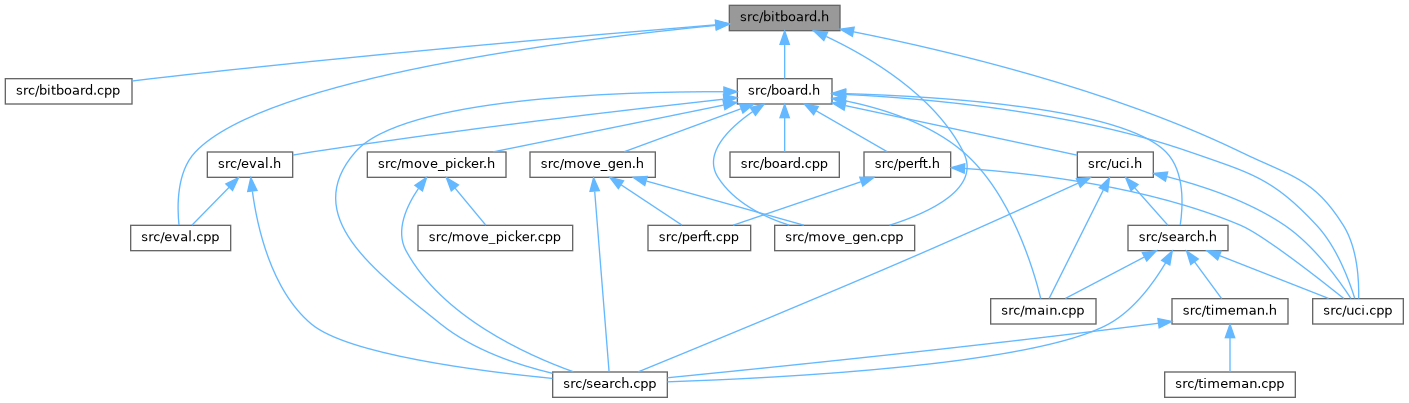 src/bitboard.h
src/bitboard.cpp
src/board.h
src/eval.h
src/move_picker.h
src/move_gen.h
src/board.cpp
src/perft.h
src/uci.h
src/eval.cpp
src/move_picker.cpp
src/perft.cpp
src/move_gen.cpp
src/search.h
src/main.cpp
src/timeman.h
src/uci.cpp
src/search.cpp
src/timeman.cpp